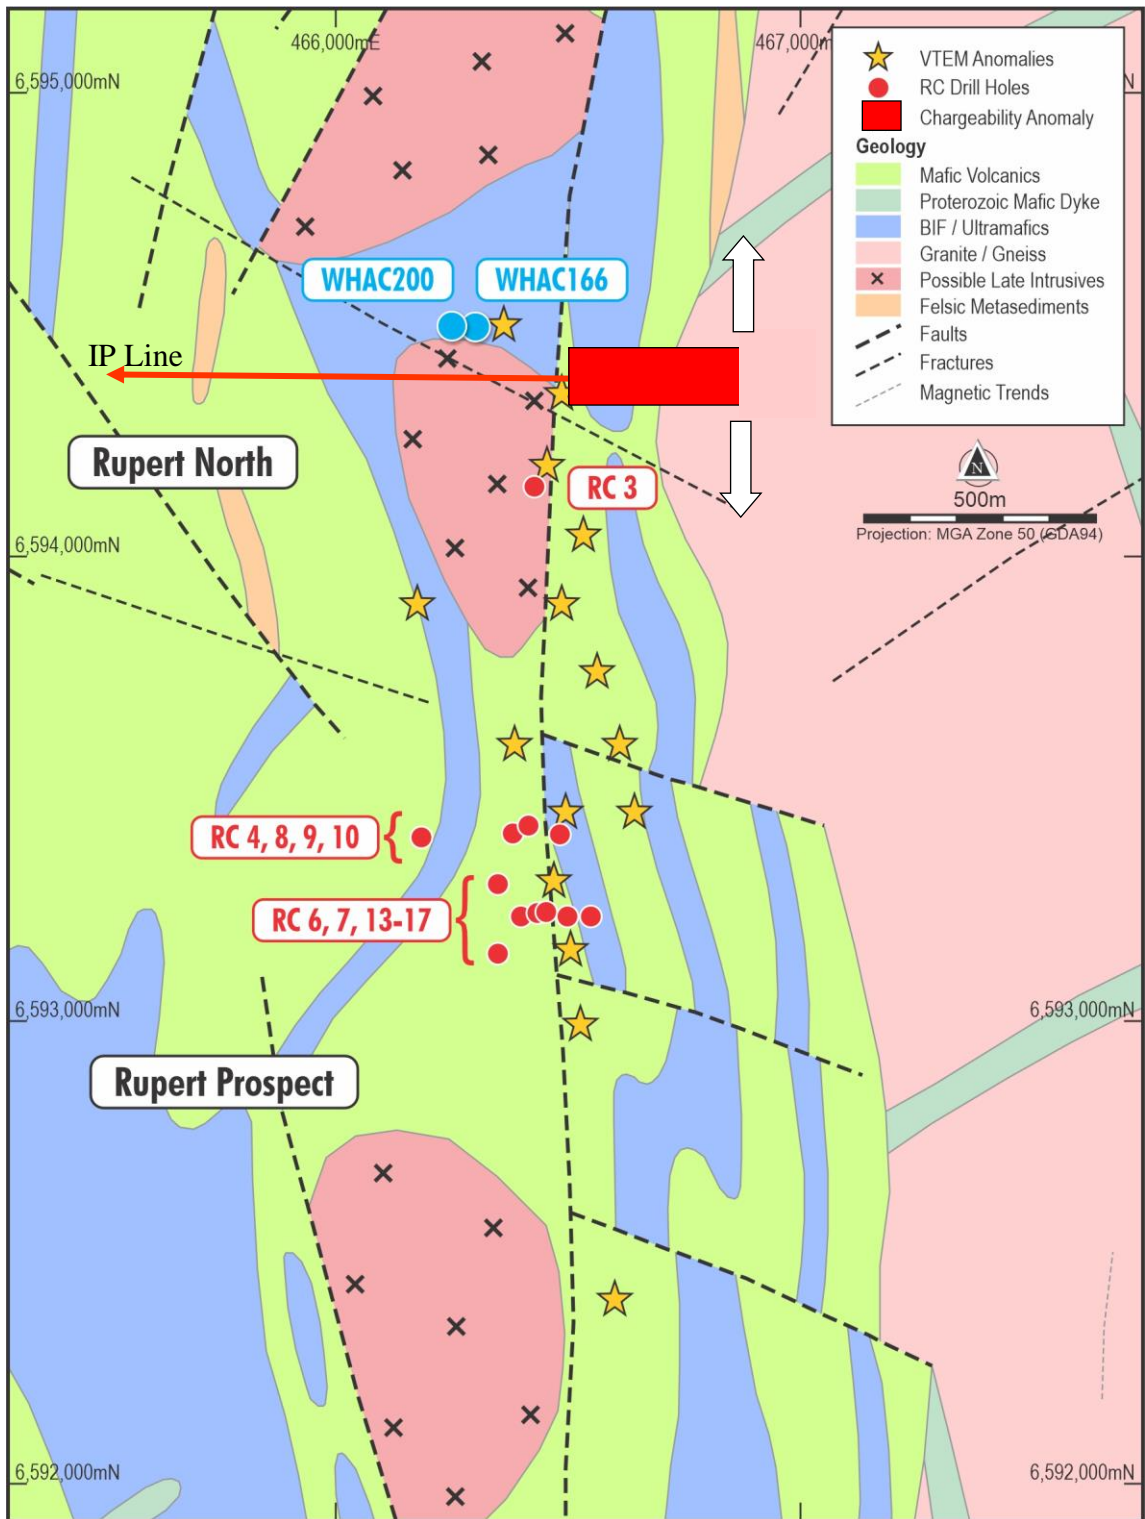 466,000mE
467,000m
6,595,000mN
N
VTEM Anomalies
RC Drill Holes
Chargeability Anomaly
Geology
Mafic Volcanics
Proterozoic Mafic Dyke
BIF / Ultramafics
Granite / Gneiss
Possible Late Intrusives
Felsic Metasediments
Faults
Fractures
Magnetic Trends
WHAC200
WHAC166
IP Line
Rupert North
RC 3
N
500m
Projection: MGA Zone 50 (GDA94)
6,594,000mN
RC 4, 8, 9, 10
RC 6, 7, 13-17
6,593,000mN
6,593,000mN
Rupert Prospect
6,592,000mN
6,592,000mN